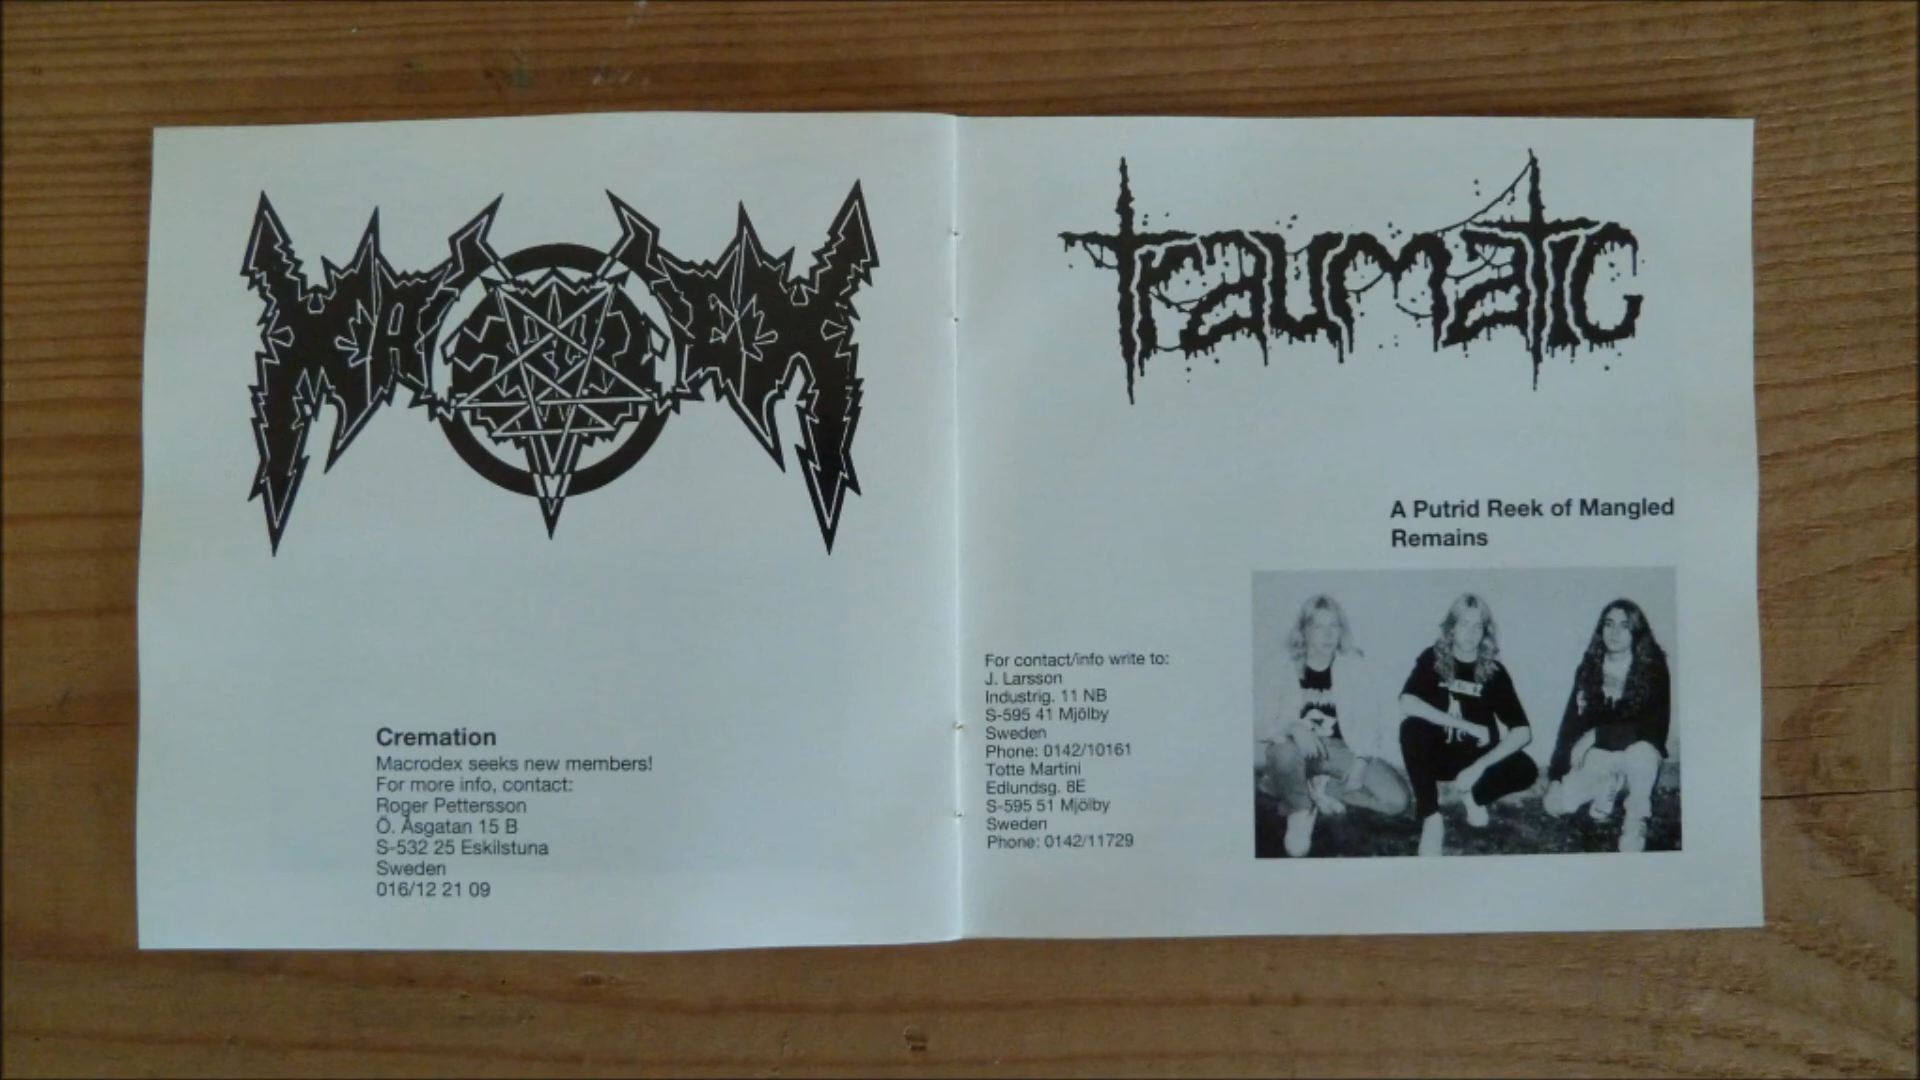 MACRODEX
Cremation
Macrodex seeks new members!
For more info, contact:
Roger Pettersson
Ö. Åsgatan 15 B
S-532 25 Eskilstuna
Sweden
016/12 21 09
traumatic
A Putrid Reek of Mangled
Remains
For contact/info write to:
J. Larsson
Industrig. 11 NB
S-595 41 Mjölby
Sweden
Phone: 0142/10161
Totte Martini
Edlundsg. 8E
S-595 51 Mjölby
Sweden
Phone: 0142/11729